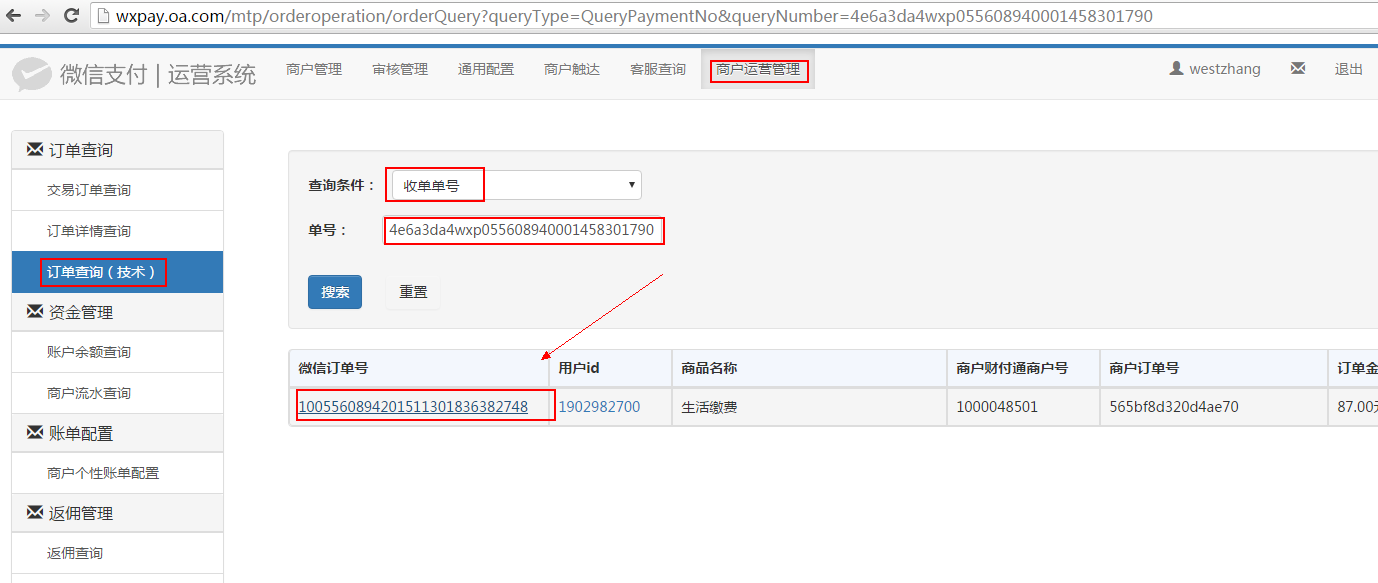 wxpay.oa.com/mtp/orderoperation/orderQuery?queryType=QueryPaymentNo&queryNumber=4e6a3da4wxp055608940001458301790
微信支付 | 运营系统 商户管理 审核管理 通用配置 商户触达 客服查询 商户运营管理 westzhang 退出
订单查询
交易订单查询
订单详情查询
订单查询（技术）
资金管理
账户余额查询
商户流水查询
账单配置
商户个性账单配置
返佣管理
返佣查询
查询条件： 收单单号
单号： 4e6a3da4wxp055608940001458301790
搜索 重置
微信订单号 用户id 商品名称 商户财付通商户号 商户订单号 订单金
1005560894201511301836382748 1902982700 生活缴费 1000048501 565bf8d320d4ae70 87.00